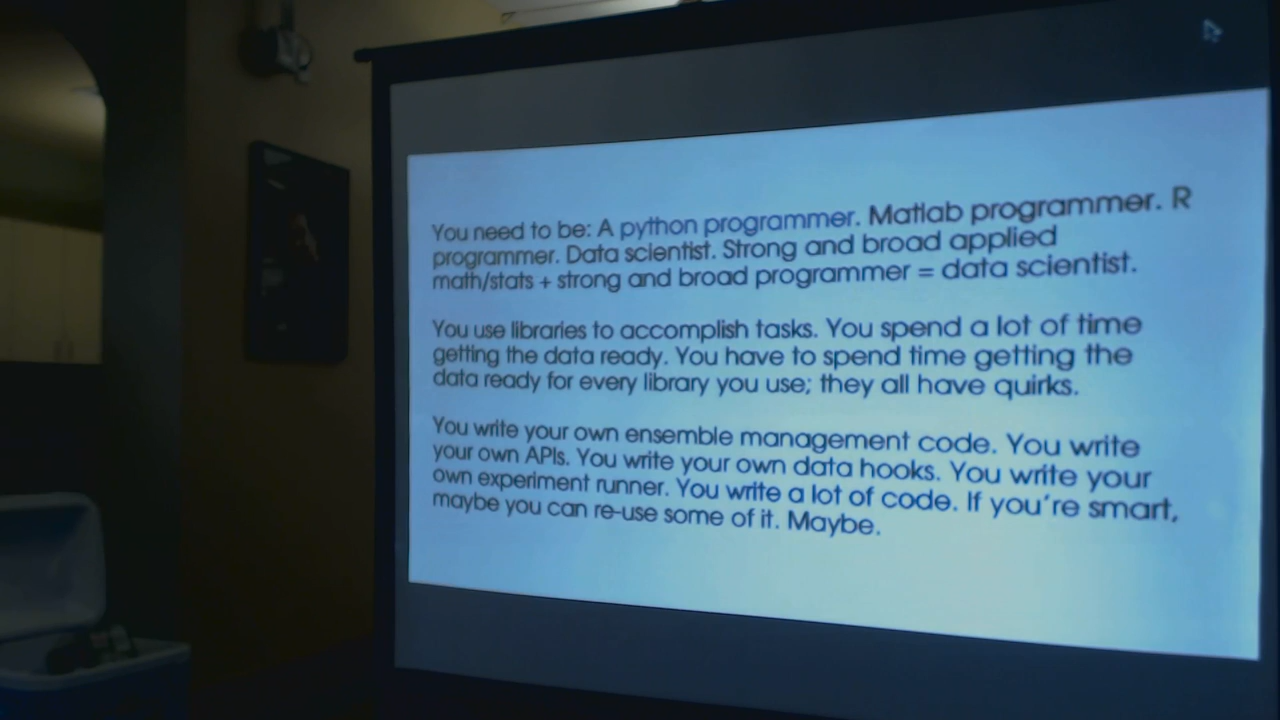 You need to be: A python programmer. Matlab programmer. R
programmer. Data scientist. Strong and broad applied
math/stats + strong and broad programmer = data scientist.
You use libraries to accomplish tasks. You spend a lot of time
getting the data ready. You have to spend time getting the
data ready for every library you use; they all have quirks.
You write your own ensemble management code. You write
your own APIs. You write your own data hooks. You write your
own experiment runner. You write a lot of code. If you're smart,
maybe you can re-use some of it. Maybe.